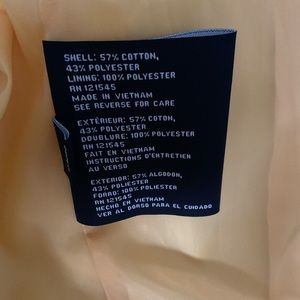 SHELL: 57% COTTON,
43% POLYESTER
LINING: 100% POLYESTER
RN 121545
MADE IN VIETNAM
SEE REVERSE FOR CARE
EXTÉRIEUR: 57% COTON,
43% POLYESTER
DOUBLURE: 100% POLYESTER
RN 121545
FAIT EN VIETNAM
INSTRUCTIONS D'ENTRETIEN
AU VERSO
EXTERIOR: 57% ALGODON,
43% POLIESTER
FORRO: 100% POLYESTER
RN 121545
HECHO EN VIETNAM
VER AL DORSO PARA EL CUIDADO